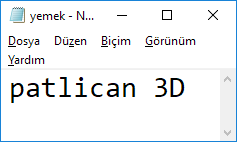 yemek - N...
Dosya Düzen Biçim Görünüm
Yardım
patlican 3D